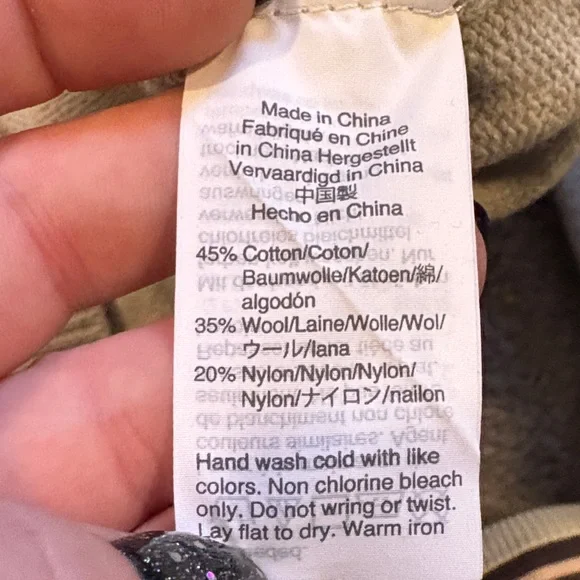 Made in China
Fabriqué en Chine
in China Hergestellt
Vervaardigd in China
中国製
Hecho en China
45% Cotton/Coton/
Baumwolle/Katoen/綿/
algodón
35% Wool/Laine/Wolle/Wol/
ウール/lana
20% Nylon/Nylon/Nylon/
Nylon/ナイロン/nailon
Hand wash cold with like
colors. Non chlorine bleach
only. Do not wring or twist.
Lay flat to dry. Warm iron